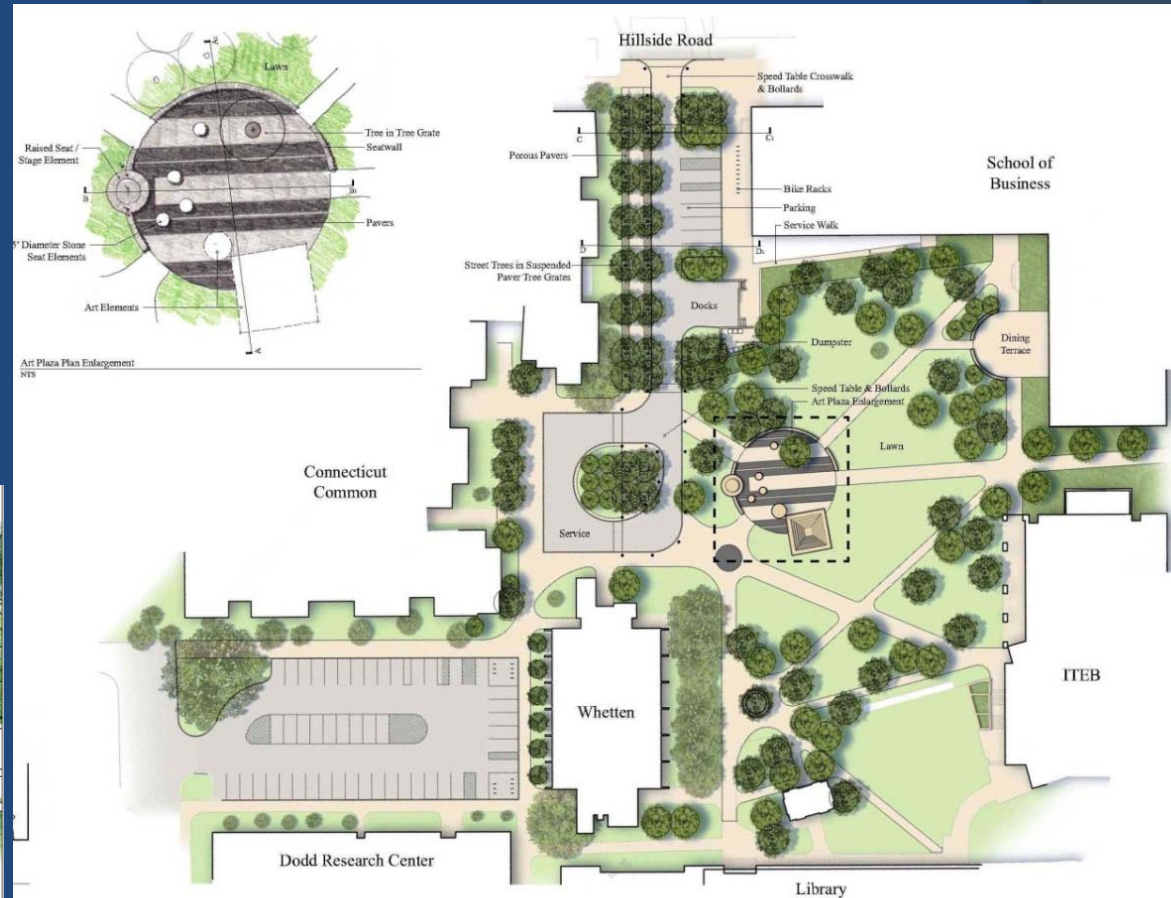 Lawn
Tree in Tree Grate
Seatwall
Raised Seat /
Stage Element
B
B1
Pavers
5' Diameter Stone
Seat Elements
Art Elements
Art Plaza Plan Enlargement
NTS
Hillside Road
Speed Table Crosswalk
& Bollards
C
C1
Porous Pavers
School of
Business
Bike Racks
Parking
Service Walk
D
D1
Street Trees in Suspended
Paver Tree Grates
Docks
Dumpster
Dining
Terrace
Speed Table & Bollards
Art Plaza Enlargement
Lawn
Connecticut
Common
Service
Whetten
ITEB
Dodd Research Center
Library